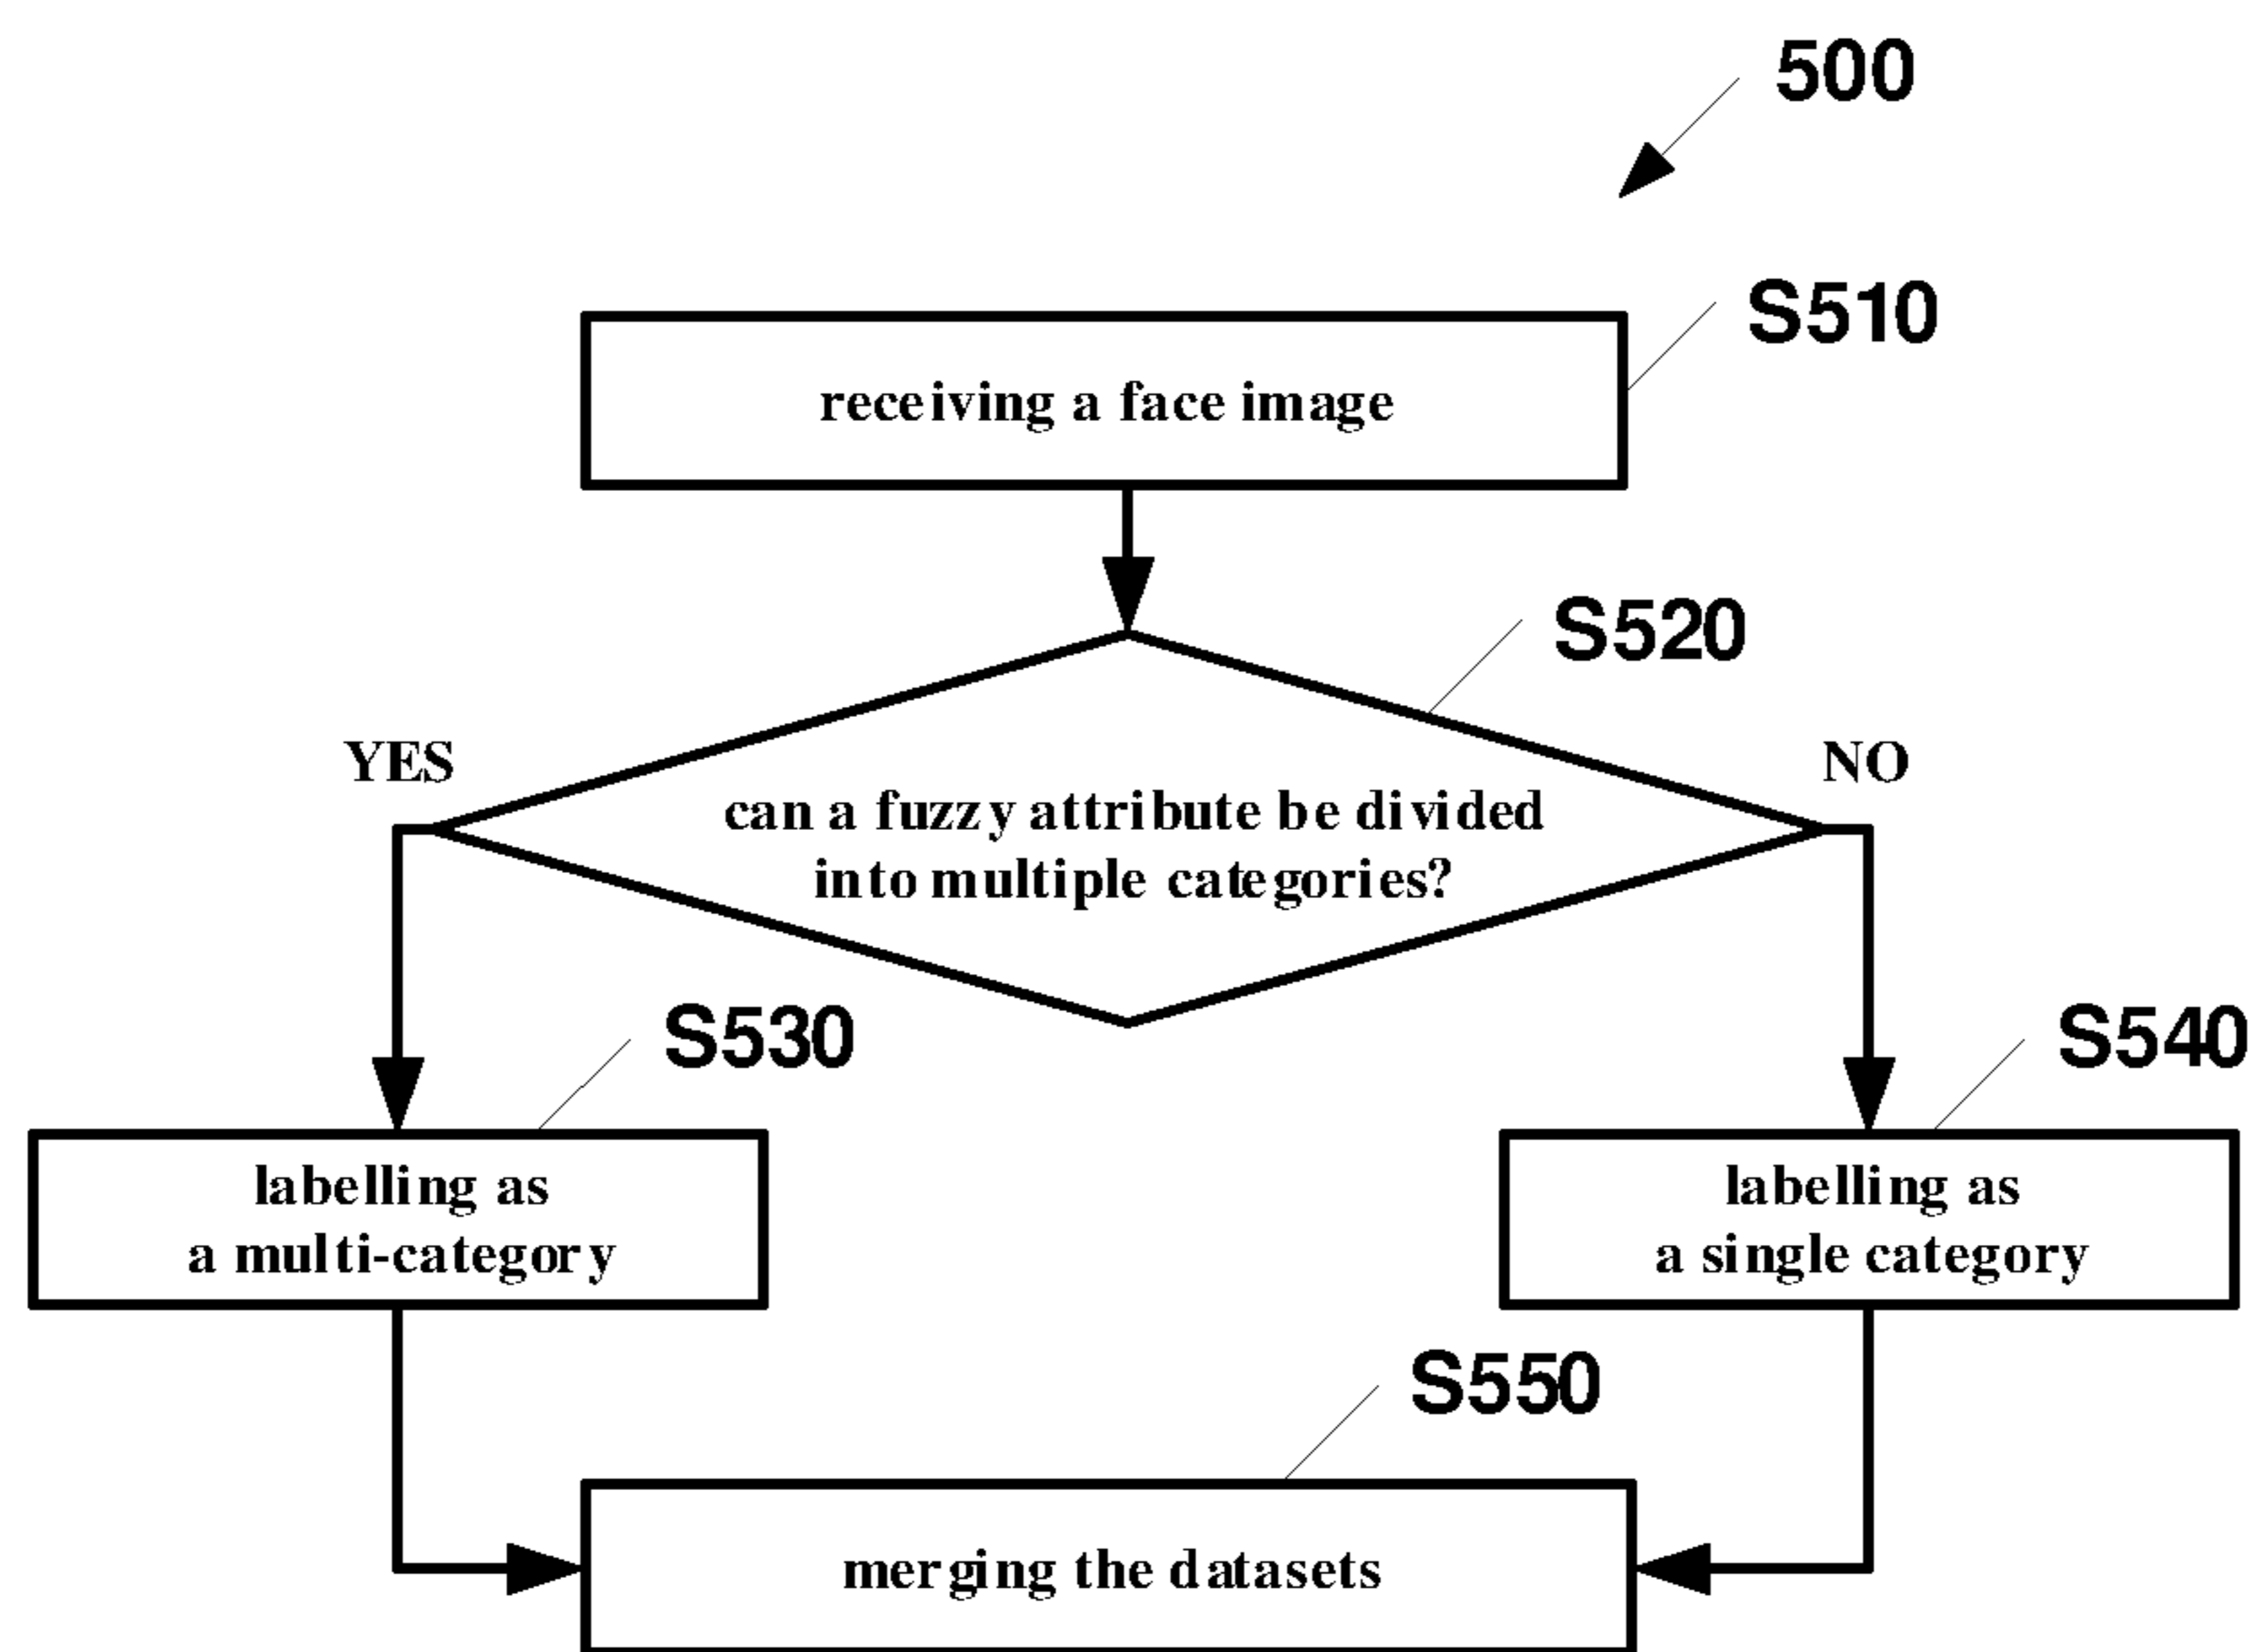 500
S510
receiving a face image
S520
YES
NO
can a fuzzy attribute be divided
into multiple categories?
S530
S540
labelling as
a multi-category
labelling as
a single category
S550
merging the datasets